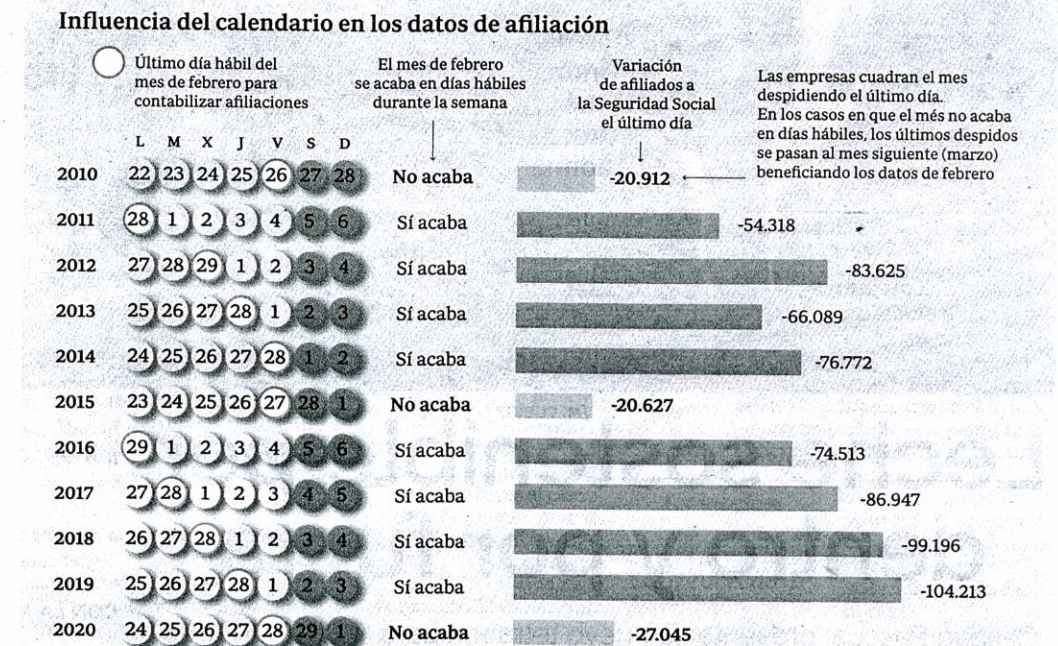 Influencia del calendario en los datos de afiliación
Último día hábil del
mes de febrero para
contabilizar afiliaciones
El mes de febrero
se acaba en días hábiles
durante la semana
Variación
de afiliados a
la Seguridad Social
el último día
Las empresas cuadran el mes
despidiendo el último día.
En los casos en que el més no acaba
en días hábiles, los últimos despidos
se pasan al mes siguiente (marzo)
beneficiando los datos de febrero
L M X J V S D
2010 22 23 24 25 26 27 28 No acaba -20.912
2011 28 1 2 3 4 5 6 Sí acaba -54.318
2012 27 28 29 1 2 3 4 Sí acaba -83.625
2013 25 26 27 28 1 2 3 Sí acaba -66.089
2014 24 25 26 27 28 1 2 Sí acaba -76.772
2015 23 24 25 26 27 28 1 No acaba -20.627
2016 29 1 2 3 4 5 6 Sí acaba -74.513
2017 27 28 1 2 3 4 5 Sí acaba -86.947
2018 26 27 28 1 2 3 4 Sí acaba -99.196
2019 25 26 27 28 1 2 3 Sí acaba -104.213
2020 24 25 26 27 28 29 1 No acaba -27.045